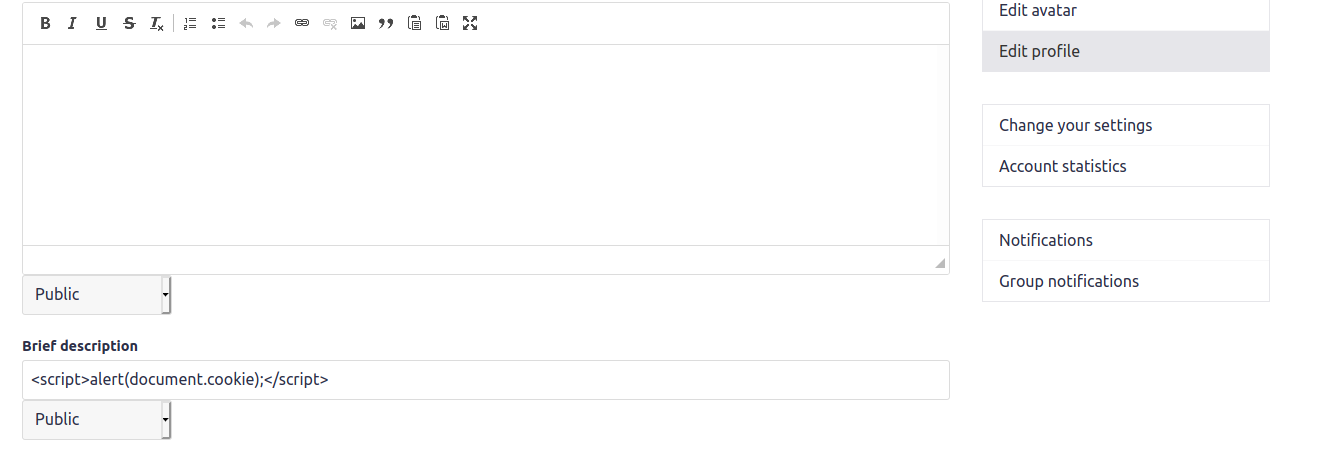 Edit avatar
Edit profile
Change your settings
Account statistics
Notifications
Group notifications
Public
Brief description
<script>alert(document.cookie);</script>
Public